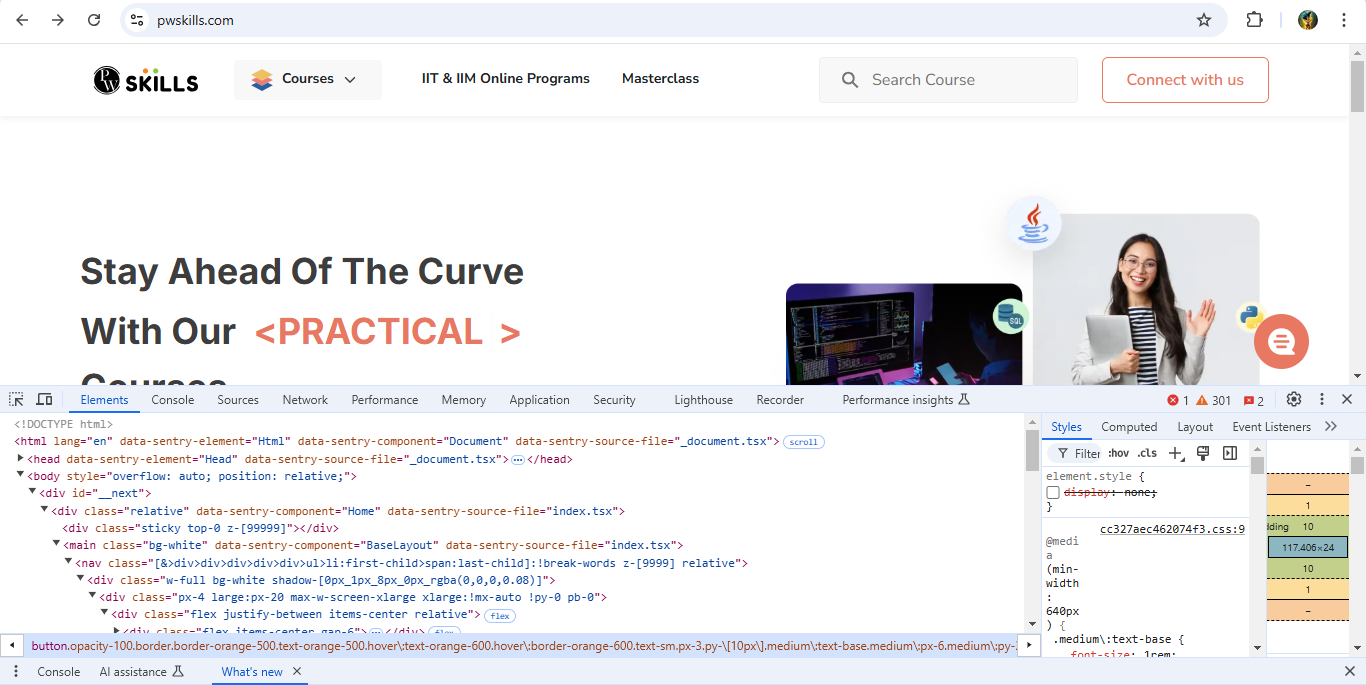 pwskills.com
PW SKILLS
Courses
IIT & IIM Online Programs
Masterclass
Search Course
Connect with us
Stay Ahead Of The Curve
With Our <PRACTICAL >
Courses
SQL
Elements Console Sources Network Performance Memory Application Security Lighthouse Recorder Performance insights 1 301 2
<!DOCTYPE html>
<html lang="en" data-sentry-element="Html" data-sentry-component="Document" data-sentry-source-file="_document.tsx"> scroll
<head data-sentry-element="Head" data-sentry-source-file="_document.tsx"> ⋯ </head>
<body style="overflow: auto; position: relative;">
<div id="__next">
<div class="relative" data-sentry-component="Home" data-sentry-source-file="index.tsx">
<div class="sticky top-0 z-[99999]"></div>
<main class="bg-white" data-sentry-component="BaseLayout" data-sentry-source-file="index.tsx">
<nav class="[&>div>div>div>div>div>ul>li:first-child>span:last-child]:!break-words z-[9999] relative">
<div class="w-full bg-white shadow-[0px_1px_8px_0px_rgba(0,0,0,0.08)]">
<div class="px-4 large:px-20 max-w-screen-xlarge xlarge:!mx-auto !py-0 pb-0">
<div class="flex justify-between items-center relative"> flex
<div class="flex items-center gap-6"> ⋯ </div> flex
button.opacity-100.border.border-orange-500.text-orange-500.hover\:text-orange-600.hover\:border-orange-600.text-sm.px-3.py-\[10px\].medium\:text-base.medium\:px-6.medium\:py-
Styles Computed Layout Event Listeners
Filter :hov .cls
element.style {
display: none;
}
cc327aec462074f3.css:9
@medi
a
(min-
width
:
640px
) {
.medium\:text-base {
font-size: 1rem;
–
1
dding 10
117.406×24
10
1
–
Console AI assistance What's new